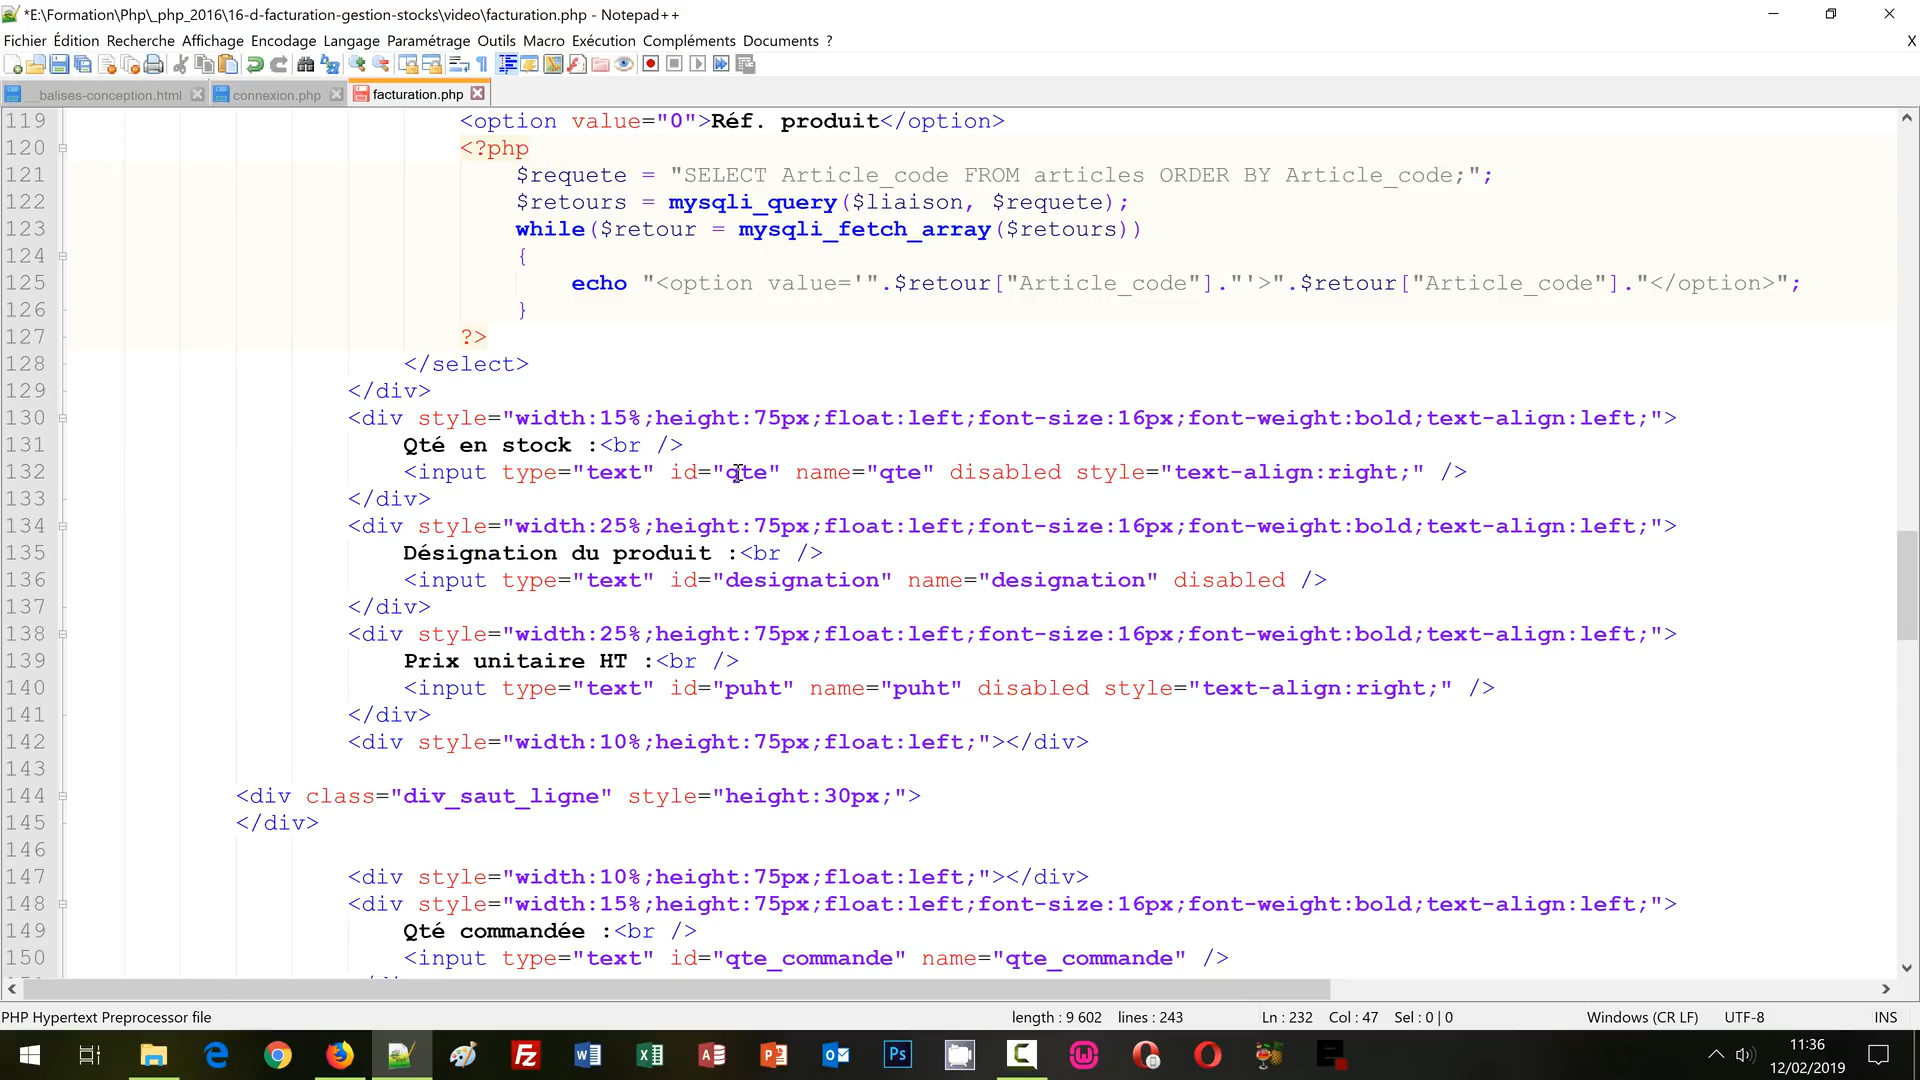 *E:\Formation\Php\_php_2016\16-d-facturation-gestion-stocks\video\facturation.php - Notepad++
Fichier Édition Recherche Affichage Encodage Langage Paramétrage Outils Macro Exécution Compléments Documents ? X
_balises-conception.html connexion.php facturation.php
119 <option value="0">Réf. produit</option>
120 <?php
121 $requete = "SELECT Article_code FROM articles ORDER BY Article_code;";
122 $retours = mysqli_query($liaison, $requete);
123 while($retour = mysqli_fetch_array($retours))
124 {
125 echo "<option value='".$retour["Article_code"]."'>".$retour["Article_code"]."</option>";
126 }
127 ?>
128 </select>
129 </div>
130 <div style="width:15%;height:75px;float:left;font-size:16px;font-weight:bold;text-align:left;">
131 Qté en stock :<br />
132 <input type="text" id="qte" name="qte" disabled style="text-align:right;" />
133 </div>
134 <div style="width:25%;height:75px;float:left;font-size:16px;font-weight:bold;text-align:left;">
135 Désignation du produit :<br />
136 <input type="text" id="designation" name="designation" disabled />
137 </div>
138 <div style="width:25%;height:75px;float:left;font-size:16px;font-weight:bold;text-align:left;">
139 Prix unitaire HT :<br />
140 <input type="text" id="puht" name="puht" disabled style="text-align:right;" />
141 </div>
142 <div style="width:10%;height:75px;float:left;"></div>
143
144 <div class="div_saut_ligne" style="height:30px;">
145 </div>
146
147 <div style="width:10%;height:75px;float:left;"></div>
148 <div style="width:15%;height:75px;float:left;font-size:16px;font-weight:bold;text-align:left;">
149 Qté commandée :<br />
150 <input type="text" id="qte_commande" name="qte_commande" />
PHP Hypertext Preprocessor file length : 9 602 lines : 243 Ln : 232 Col : 47 Sel : 0 | 0 Windows (CR LF) UTF-8 INS
11:36
12/02/2019